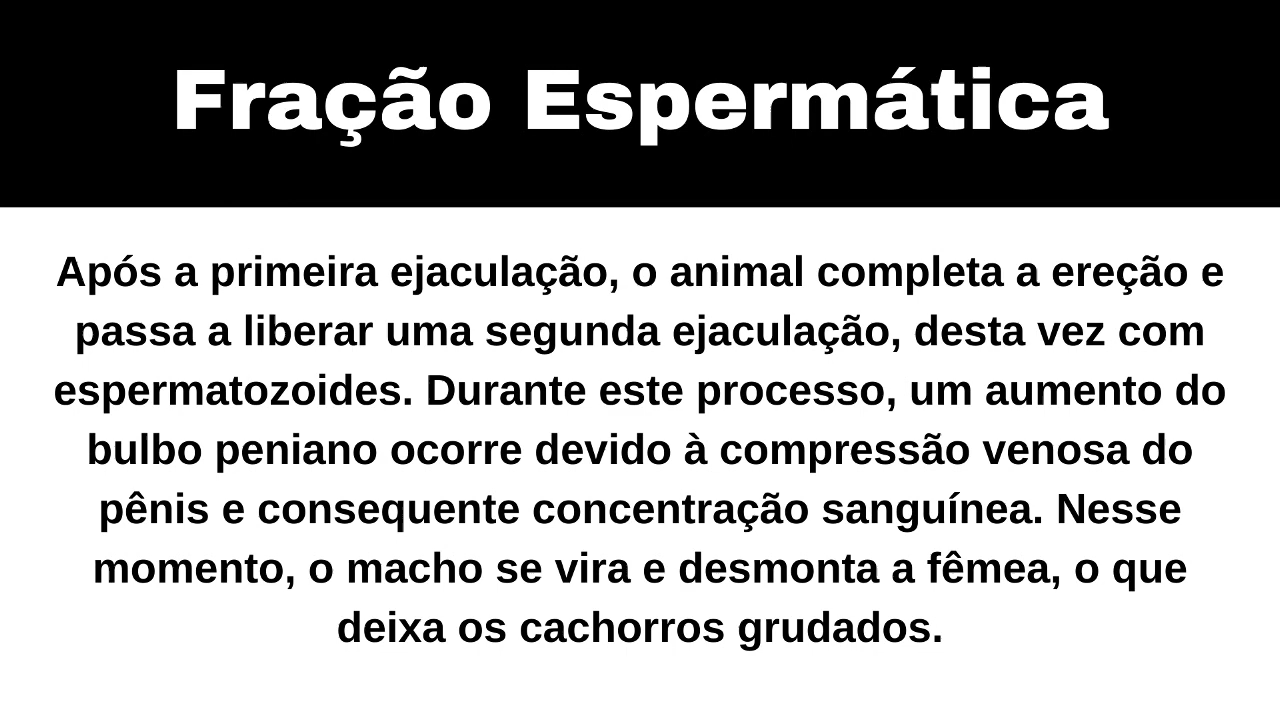 Fração Espermática
Após a primeira ejaculação, o animal completa a ereção e
passa a liberar uma segunda ejaculação, desta vez com
espermatozoides. Durante este processo, um aumento do
bulbo peniano ocorre devido à compressão venosa do
pênis e consequente concentração sanguínea. Nesse
momento, o macho se vira e desmonta a fêmea, o que
deixa os cachorros grudados.